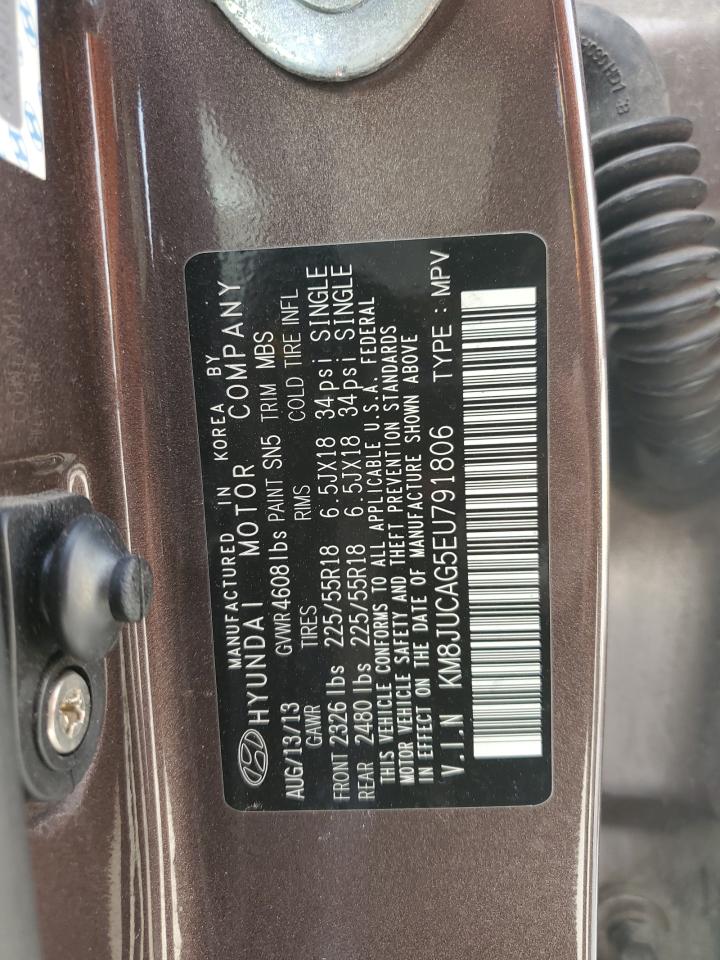 MANUFACTURED IN KOREA BY
HYUNDAI MOTOR COMPANY
AUG/13/13 GVWR 4608 lbs PAINT SN5 TRIM MBS
GAWR TIRES RIMS COLD TIRE INFL
FRONT 2326 lbs 225/55R18 6.5JX18 34psi SINGLE
REAR 2480 lbs 225/55R18 6.5JX18 34psi SINGLE
THIS VEHICLE CONFORMS TO ALL APPLICABLE U.S.A. FEDERAL
MOTOR VEHICLE SAFETY AND THEFT PREVENTION STANDARDS
IN EFFECT ON THE DATE OF MANUFACTURE SHOWN ABOVE
V.I.N KM8JUCAG5EU791806 TYPE : MPV